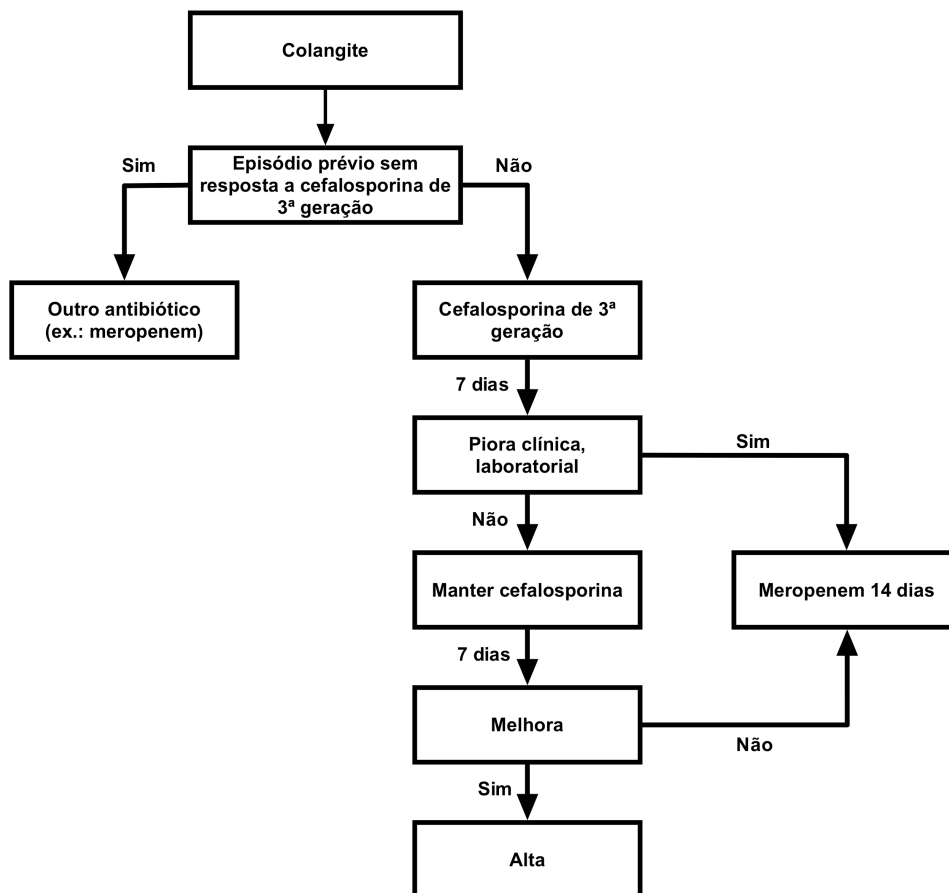 Colangite
Sim
Episódio prévio sem
resposta a cefalosporina de
3ª geração
Não
Outro antibiótico
(ex.: meropenem)
Cefalosporina de 3ª
geração
7 dias
Piora clínica,
laboratorial
Sim
Não
Manter cefalosporina
Meropenem 14 dias
7 dias
Melhora
Não
Sim
Alta